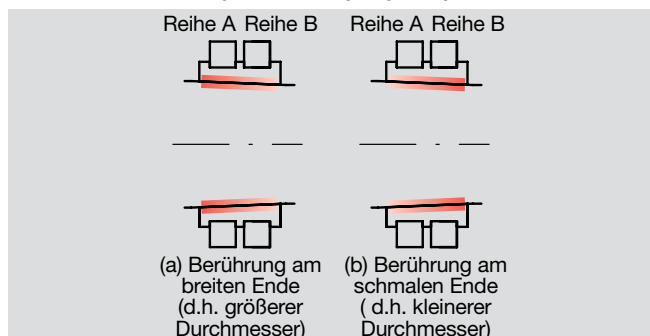 Reihe A Reihe B Reihe A Reihe B
(a) Berührung am
breiten Ende
(d.h. größerer
Durchmesser)
(b) Berührung am
schmalen Ende
( d.h. kleinerer
Durchmesser)